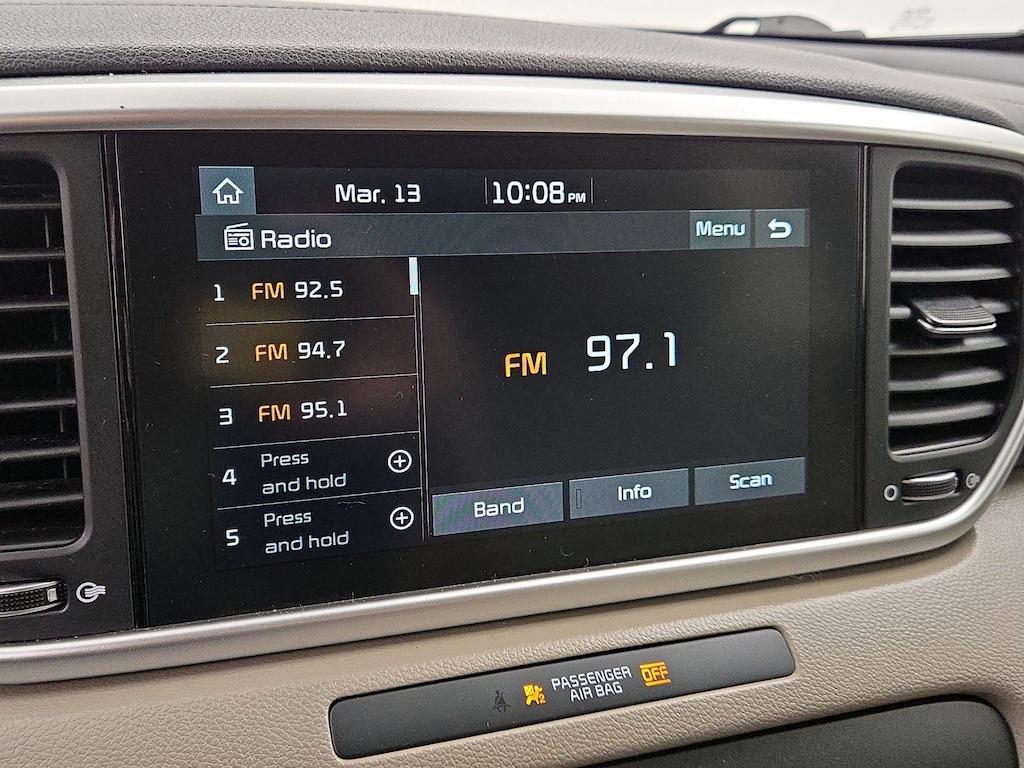 Mar. 13 10:08 PM
Radio Menu
1 FM 92.5
2 FM 94.7
3 FM 95.1
4 Press
and hold
5 Press
and hold
FM 97.1
Band Info Scan
2 PASSENGER
AIR BAG OFF